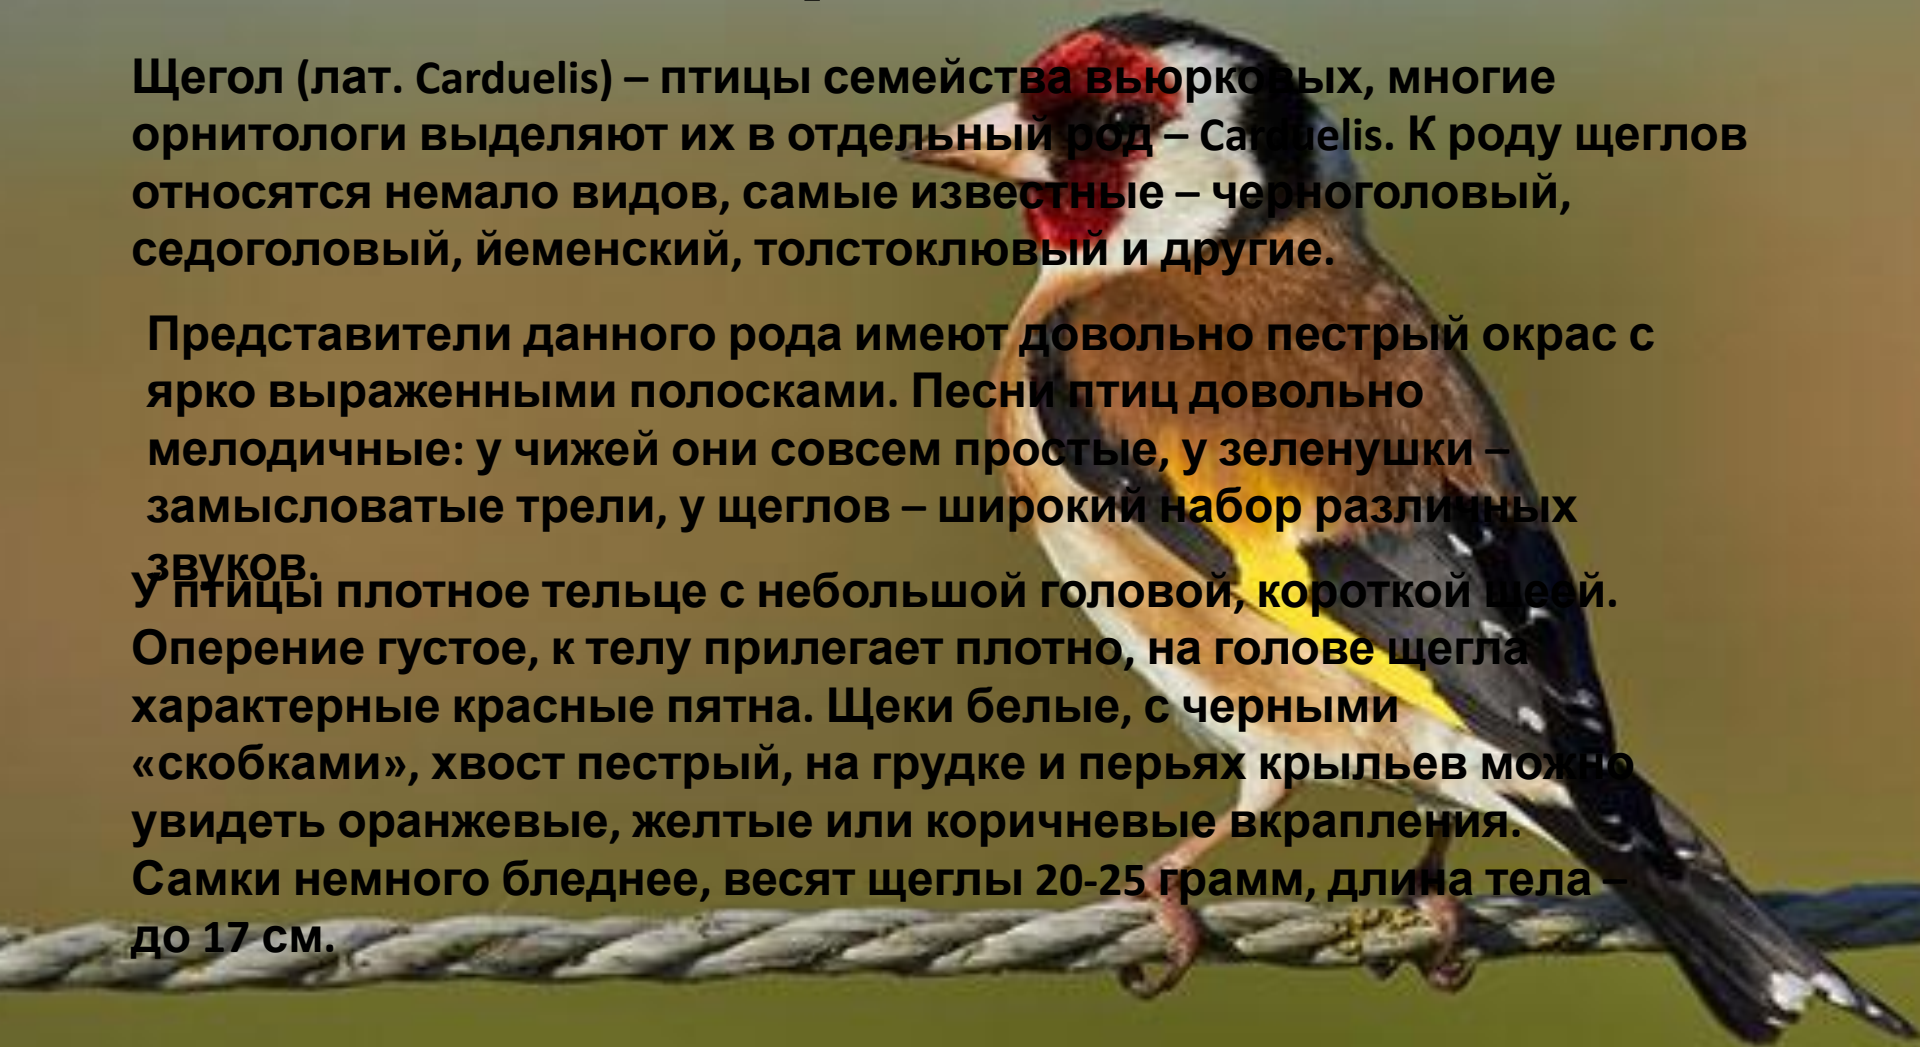 Щегол (лат. Carduelis) – птицы семейства вьюрковых, многие
орнитологи выделяют их в отдельный род – Carduelis. К роду щеглов
относятся немало видов, самые известные – черноголовый,
седоголовый, йеменский, толстоклювый и другие.
Представители данного рода имеют довольно пестрый окрас с
ярко выраженными полосками. Песни птиц довольно
мелодичные: у чижей они совсем простые, у зеленушки –
замысловатые трели, у щеглов – широкий набор различных
звуков.
У птицы плотное тельце с небольшой головой, короткой шеей.
Оперение густое, к телу прилегает плотно, на голове щегла
характерные красные пятна. Щеки белые, с черными
«скобками», хвост пестрый, на грудке и перьях крыльев можно
увидеть оранжевые, желтые или коричневые вкрапления.
Самки немного бледнее, весят щеглы 20-25 грамм, длина тела –
до 17 см.